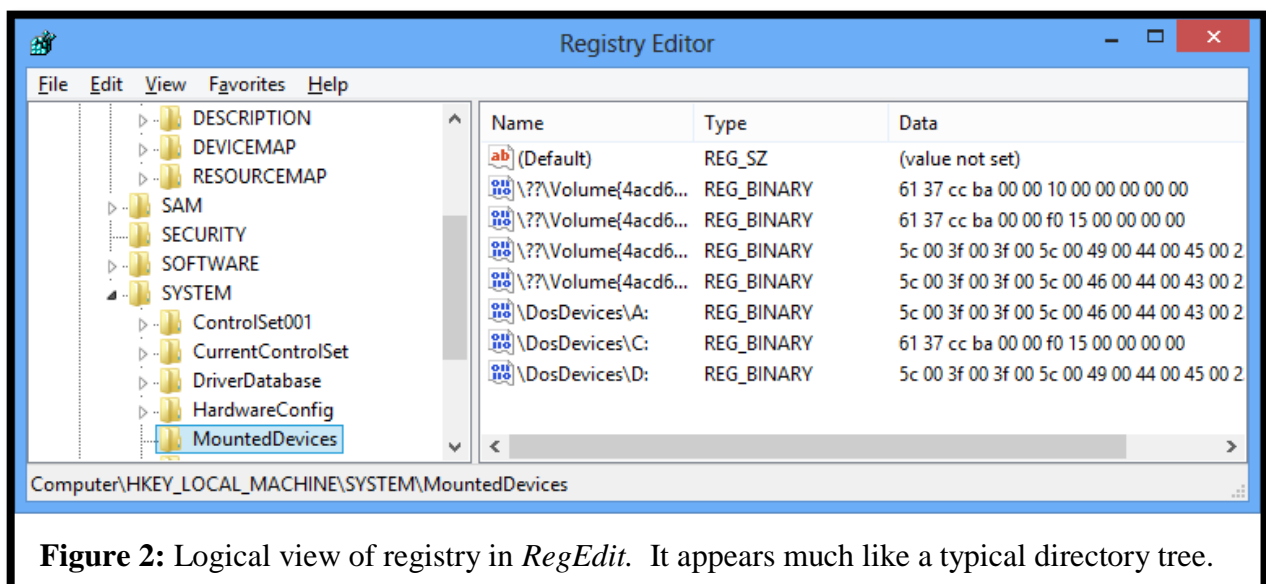 Registry Editor
File Edit View Favorites Help
DESCRIPTION
DEVICEMAP
RESOURCEMAP
SAM
SECURITY
SOFTWARE
SYSTEM
ControlSet001
CurrentControlSet
DriverDatabase
HardwareConfig
MountedDevices
Name Type Data
(Default) REG_SZ (value not set)
\??\Volume{4acd6... REG_BINARY 61 37 cc ba 00 00 10 00 00 00 00 00
\??\Volume{4acd6... REG_BINARY 61 37 cc ba 00 00 f0 15 00 00 00 00
\??\Volume{4acd6... REG_BINARY 5c 00 3f 00 3f 00 5c 00 49 00 44 00 45 00 2
\??\Volume{4acd6... REG_BINARY 5c 00 3f 00 3f 00 5c 00 46 00 44 00 43 00 2
\DosDevices\A: REG_BINARY 5c 00 3f 00 3f 00 5c 00 46 00 44 00 43 00 2
\DosDevices\C: REG_BINARY 61 37 cc ba 00 00 f0 15 00 00 00 00
\DosDevices\D: REG_BINARY 5c 00 3f 00 3f 00 5c 00 49 00 44 00 45 00 2
Computer\HKEY_LOCAL_MACHINE\SYSTEM\MountedDevices
Figure 2: Logical view of registry in RegEdit. It appears much like a typical directory tree.